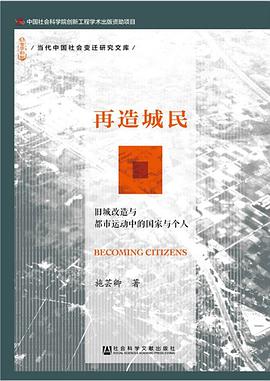 中国社会科学院创新工程学术出版资助项目
当代中国社会变迁研究文库
再造城民
旧城改造与
都市运动中的国家与个人
BECOMING CITIZENS
施芸卿 著
社会科学文献出版社
SOCIAL SCIENCES ACADEMIC PRESS (CHINA)